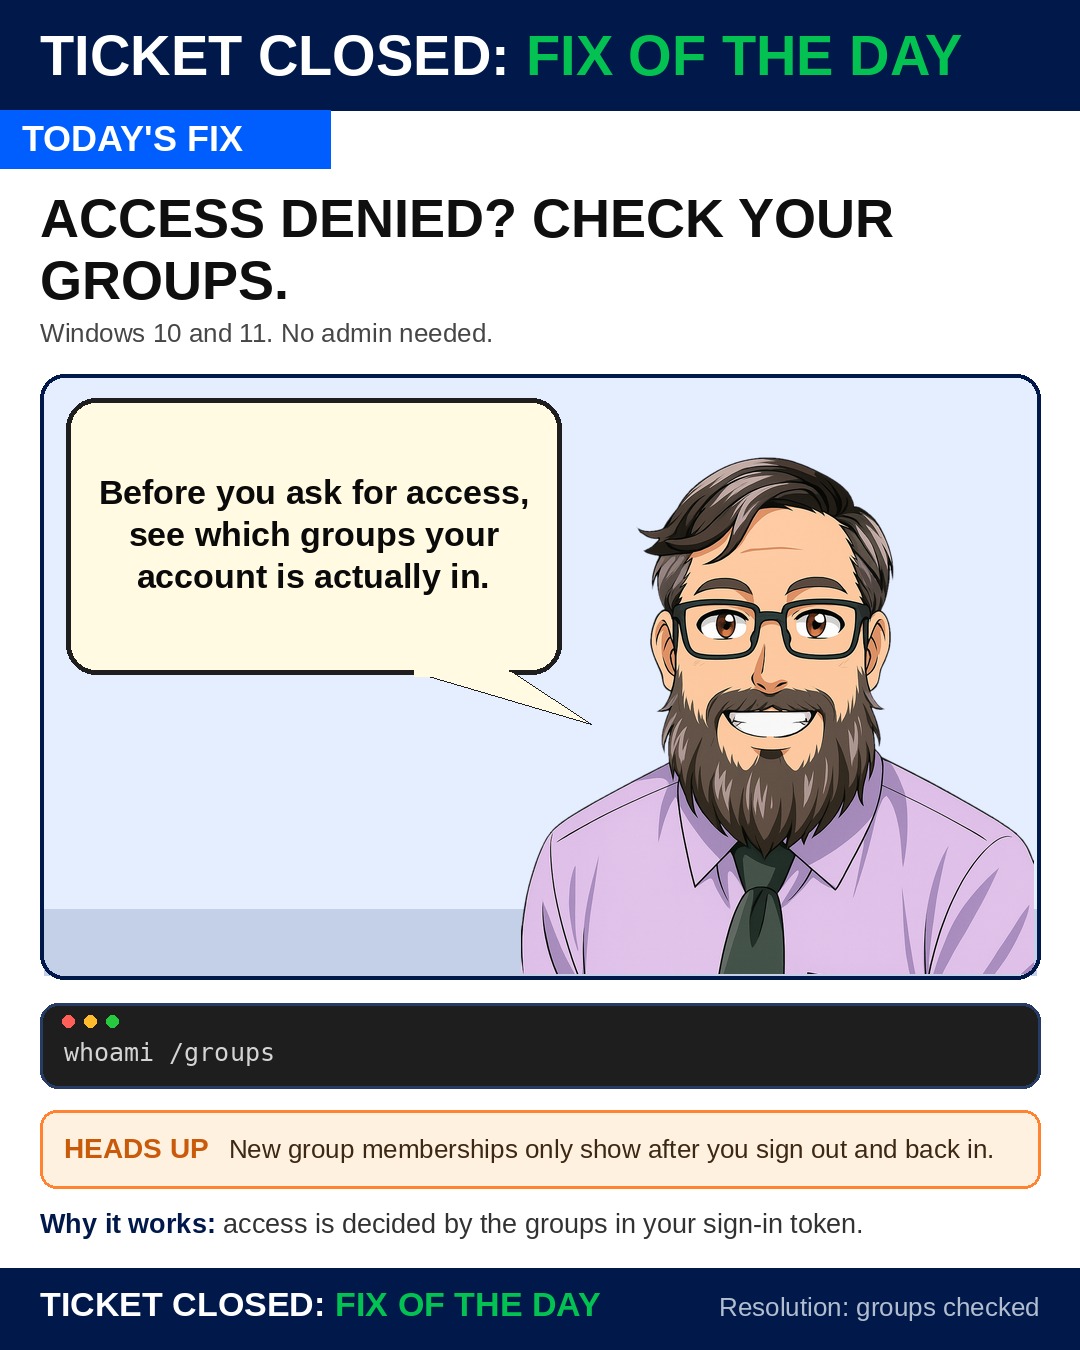 TICKET CLOSED: FIX OF THE DAY
TODAY'S FIX
ACCESS DENIED? CHECK YOUR
GROUPS.
Windows 10 and 11. No admin needed.
Before you ask for access,
see which groups your
account is actually in.
whoami /groups
HEADS UP New group memberships only show after you sign out and back in.
Why it works: access is decided by the groups in your sign-in token.
TICKET CLOSED: FIX OF THE DAY
Resolution: groups checked